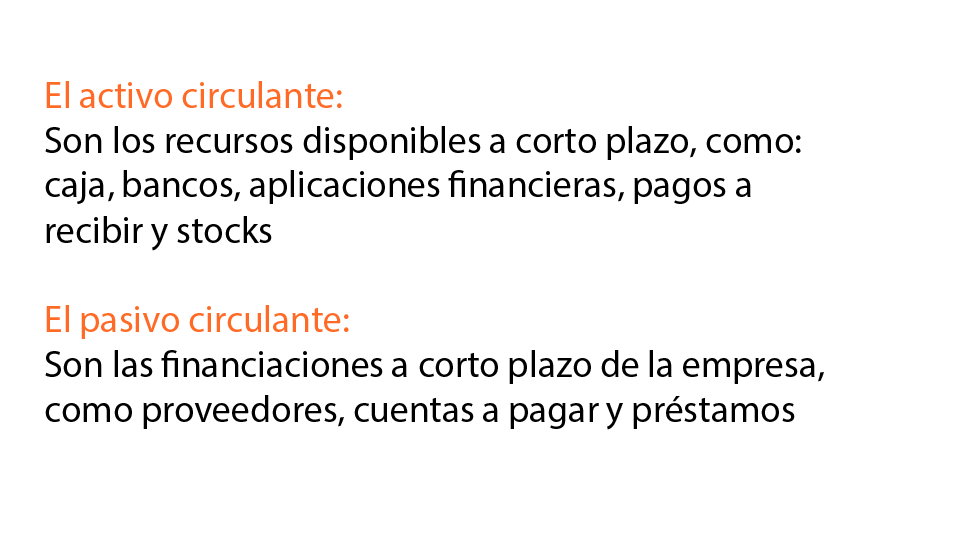 El activo circulante:
Son los recursos disponibles a corto plazo, como:
caja, bancos, aplicaciones financieras, pagos a
recibir y stocks
El pasivo circulante:
Son las financiaciones a corto plazo de la empresa,
como proveedores, cuentas a pagar y préstamos